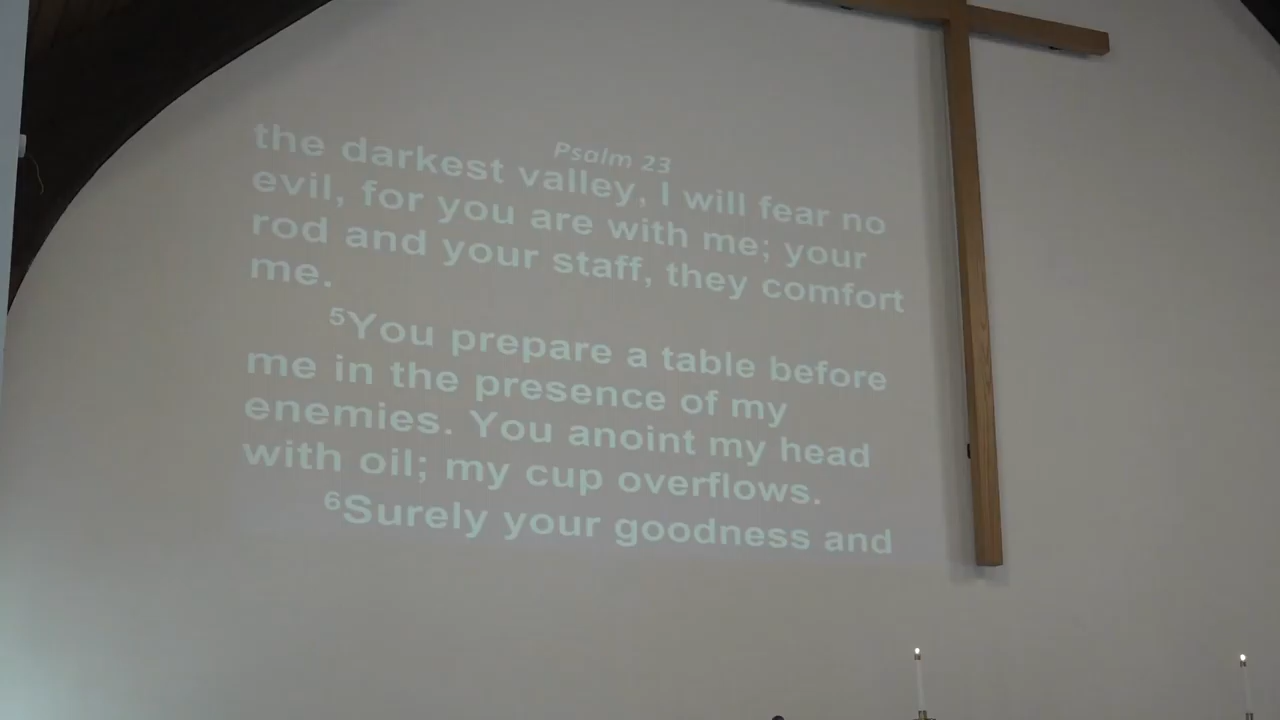 Psalm 23
the darkest valley, I will fear no
evil, for you are with me; your
rod and your staff, they comfort
me.
5You prepare a table before
me in the presence of my
enemies. You anoint my head
with oil; my cup overflows.
6Surely your goodness and